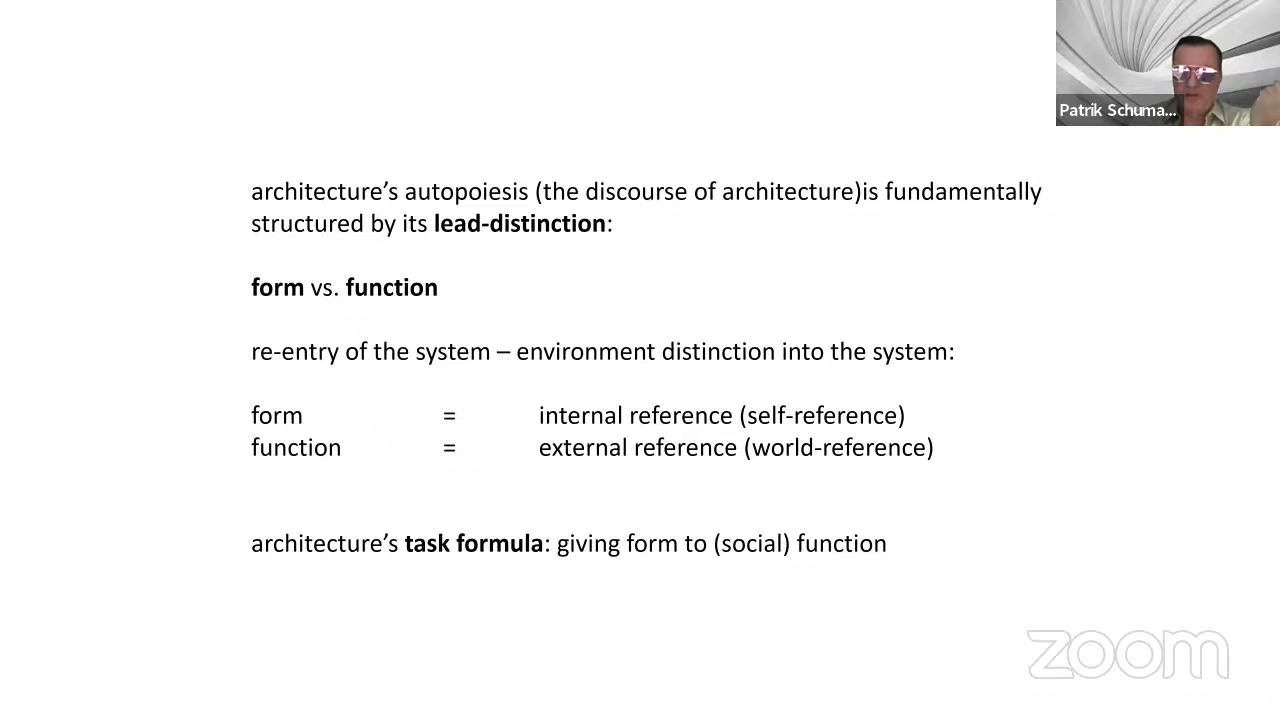 Patrik Schuma...
architecture’s autopoiesis (the discourse of architecture)is fundamentally
structured by its lead-distinction:
form vs. function
re-entry of the system – environment distinction into the system:
form = internal reference (self-reference)
function = external reference (world-reference)
architecture’s task formula: giving form to (social) function
zoom